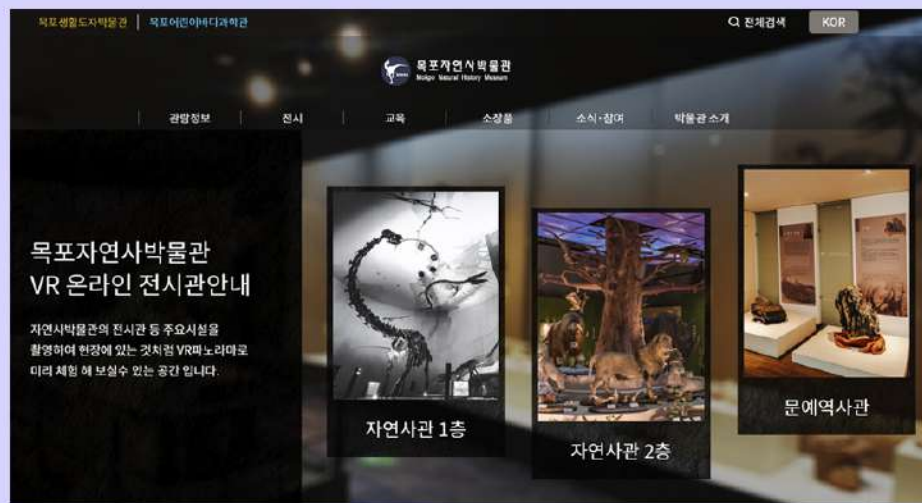 목포생활도자박물관 목포어린이바다과학관 전체검색 KOR
목포자연사박물관
Mokpo Natural History Museum
관람정보 전시 교육 소장품 소식·참여 박물관 소개
목포자연사박물관
VR 온라인 전시관안내
자연사박물관의 전시관 등 주요시설을
촬영하여 현장에 있는 것처럼 VR파노라마로
미리 체험 해 보실수 있는 공간 입니다.
자연사관 1층
자연사관 2층
문예역사관